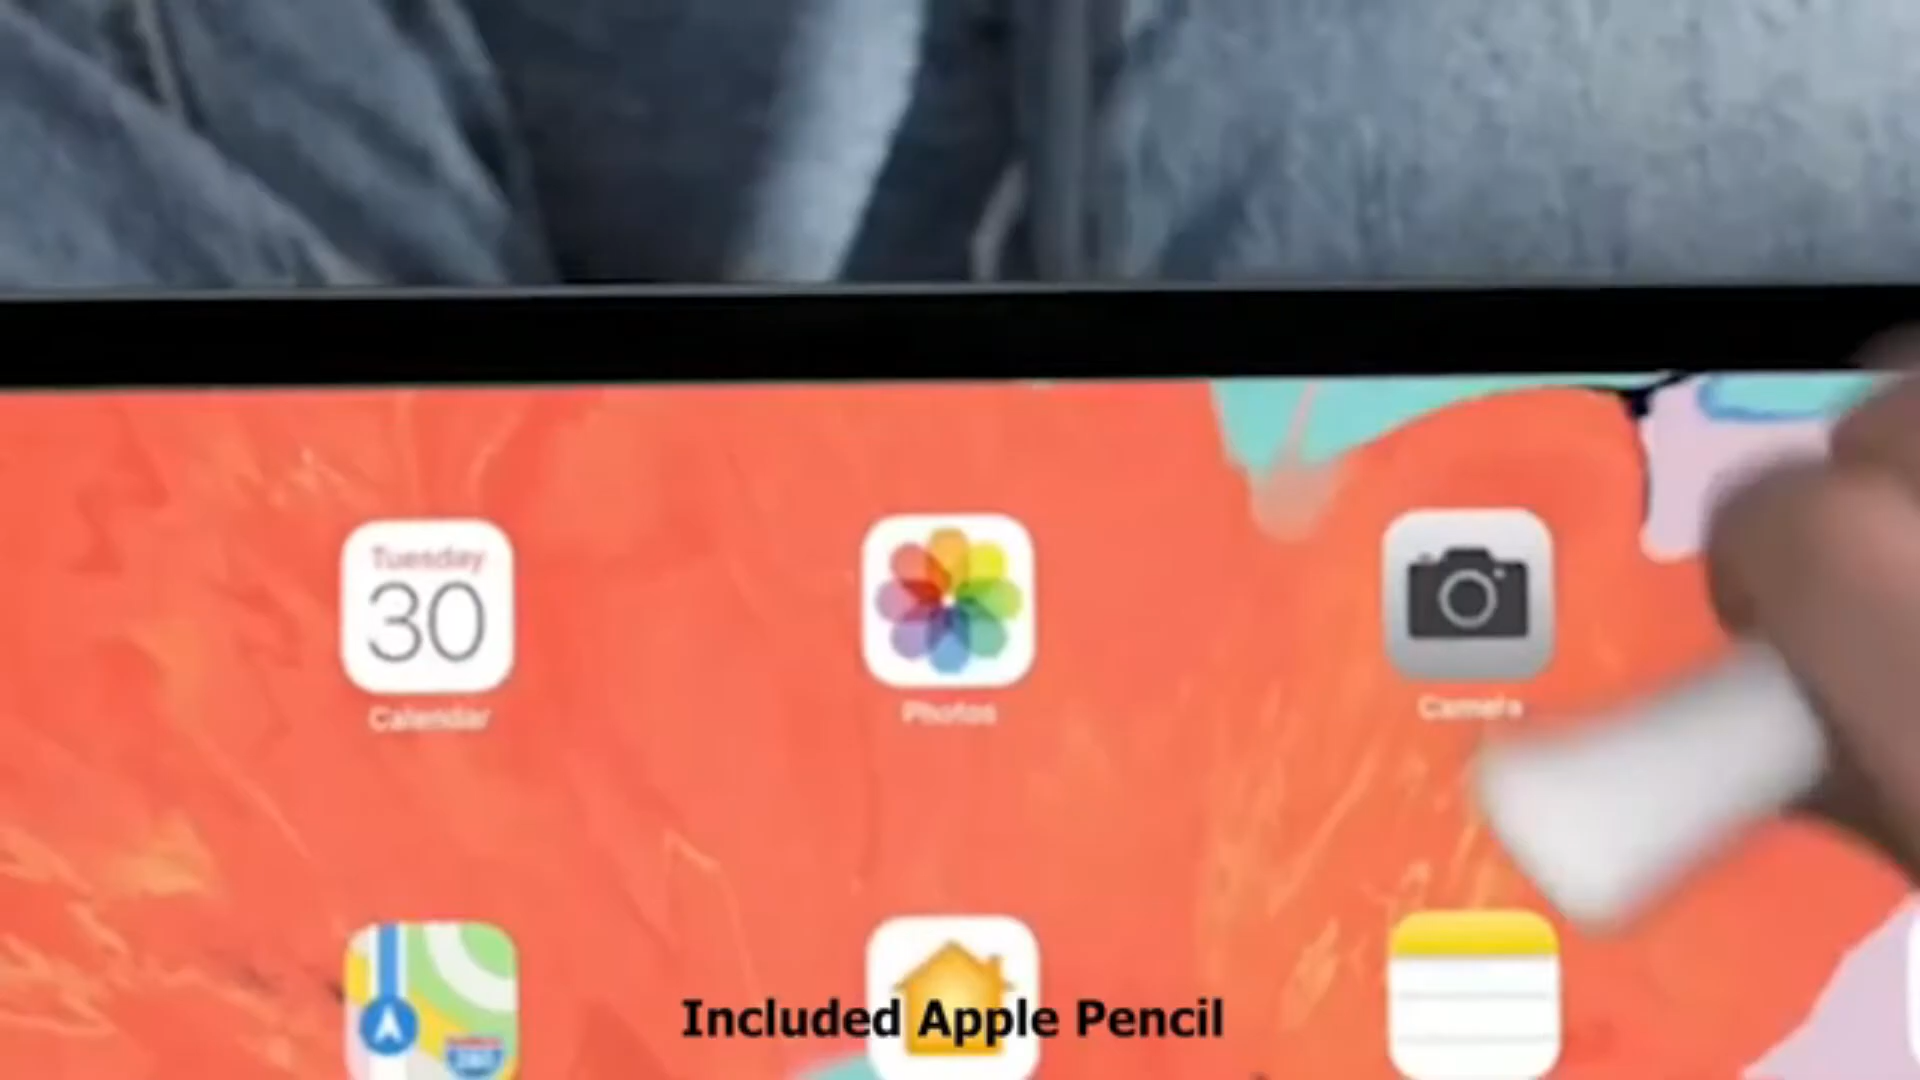 Tuesday
30
Calendar
Photos
Camera
Included Apple Pencil